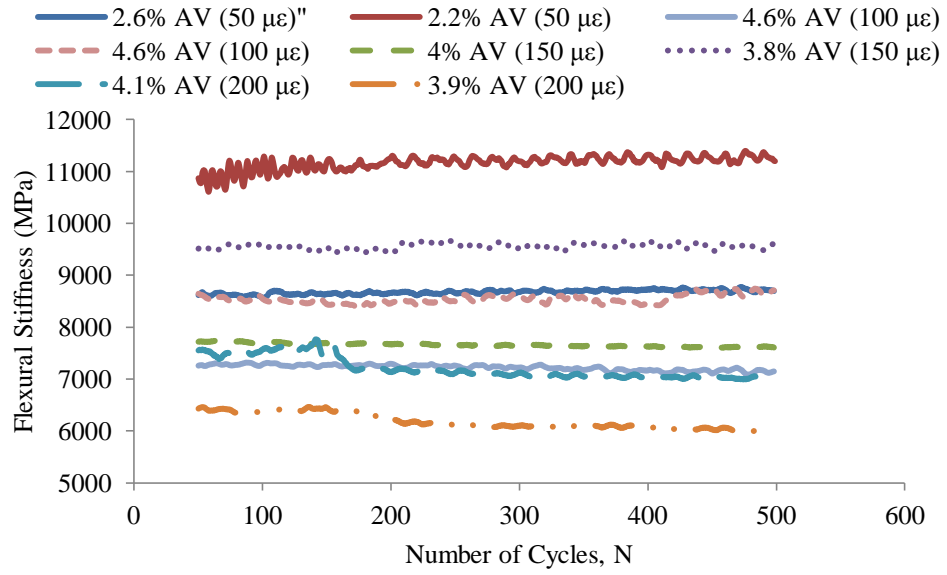 2.6% AV (50 με)" 2.2% AV (50 με) 4.6% AV (100 με)
4.6% AV (100 με) 4% AV (150 με) 3.8% AV (150 με)
4.1% AV (200 με) 3.9% AV (200 με)
12000
11000
10000
9000
8000
7000
6000
5000
Flexural Stiffness (MPa)
0 100 200 300 400 500 600
Number of Cycles, N